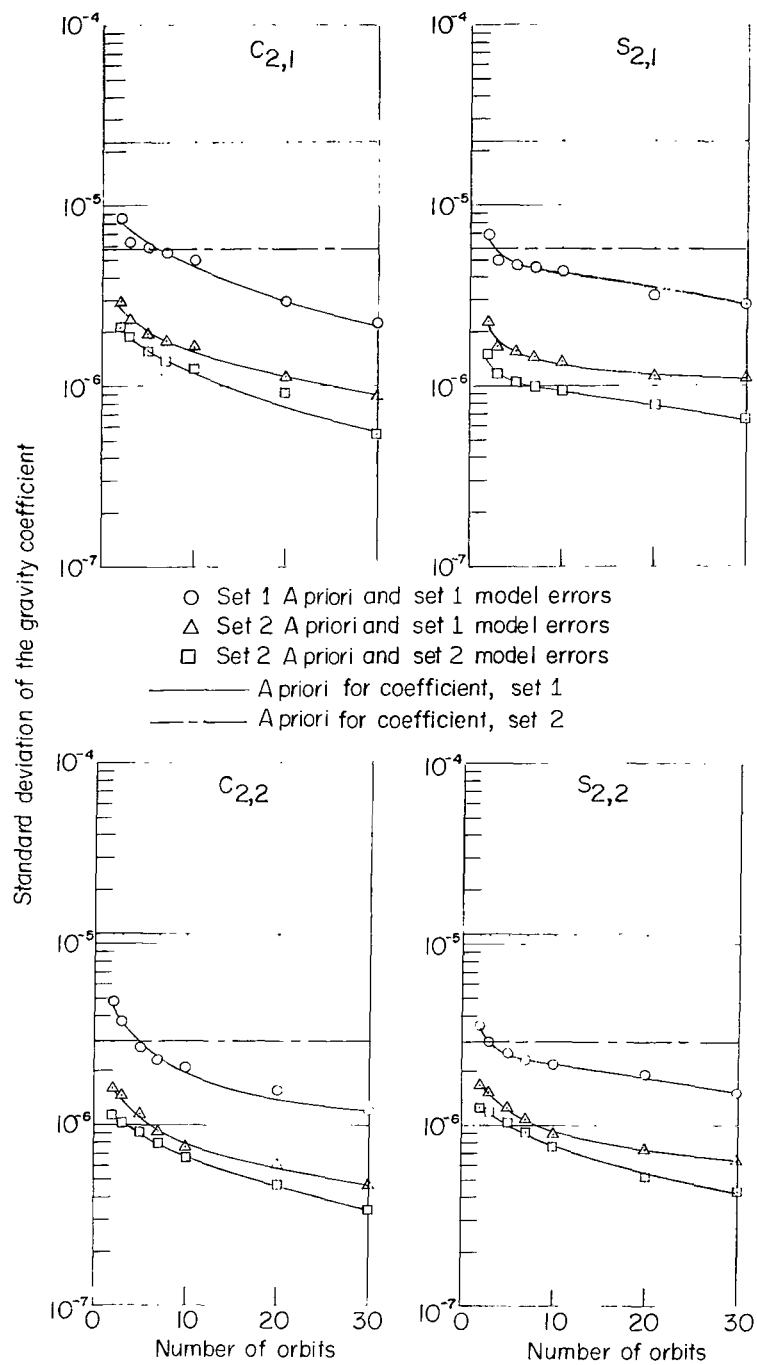 Standard deviation of the gravity coefficient
C2,1
10-4
10-5
10-6
10-7
S2,1
10-4
10-5
10-6
10-7
Set 1 A priori and set 1 model errors
Set 2 A priori and set 1 model errors
Set 2 A priori and set 2 model errors
A priori for coefficient, set 1
A priori for coefficient, set 2
C2,2
10-4
10-5
10-6
10-7
0 10 20 30
Number of orbits
S2,2
10-4
10-5
10-6
10-7
0 10 20 30
Number of orbits